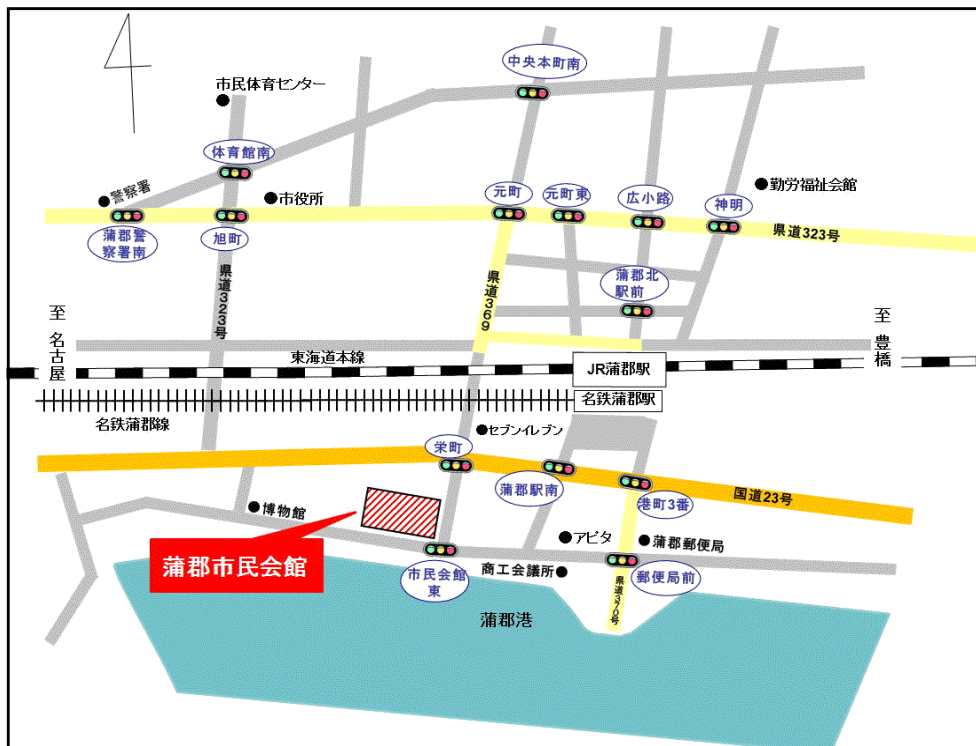 中央本町南
市民体育センター
体育館南
警察署
市役所
元町
元町東
広小路
神明
勤労福祉会館
蒲郡警
察署南
旭町
県道323号
県道323号
県道369
蒲郡北
駅前
至 名古屋
至 豊橋
東海道本線
JR蒲郡駅
名鉄蒲郡駅
名鉄蒲郡線
セブンイレブン
栄町
蒲郡駅南
港町3番
国道23号
博物館
アピタ
蒲郡郵便局
蒲郡市民会館
市民会館
東
商工会議所
郵便局前
県道370号
蒲郡港